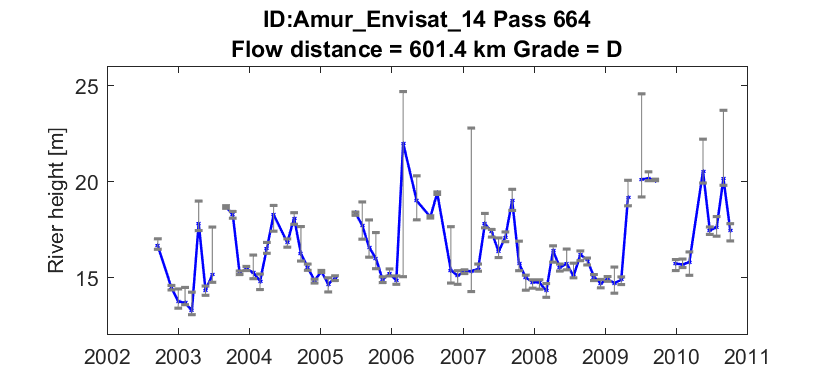 ID:Amur_Envisat_14 Pass 664
Flow distance = 601.4 km Grade = D
River height [m]
25
20
15
2002 2003 2004 2005 2006 2007 2008 2009 2010 2011